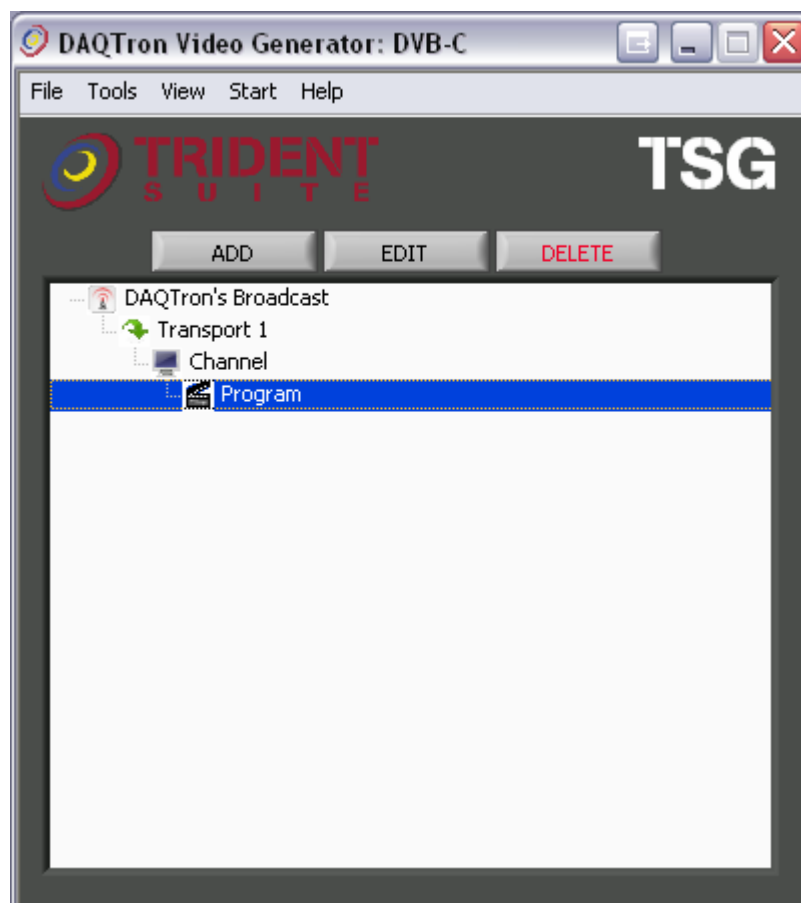 DAQTron Video Generator: DVB-C
File Tools View Start Help
TRIDENT
SUITE
TSG
ADD EDIT DELETE
DAQTron's Broadcast
Transport 1
Channel
Program